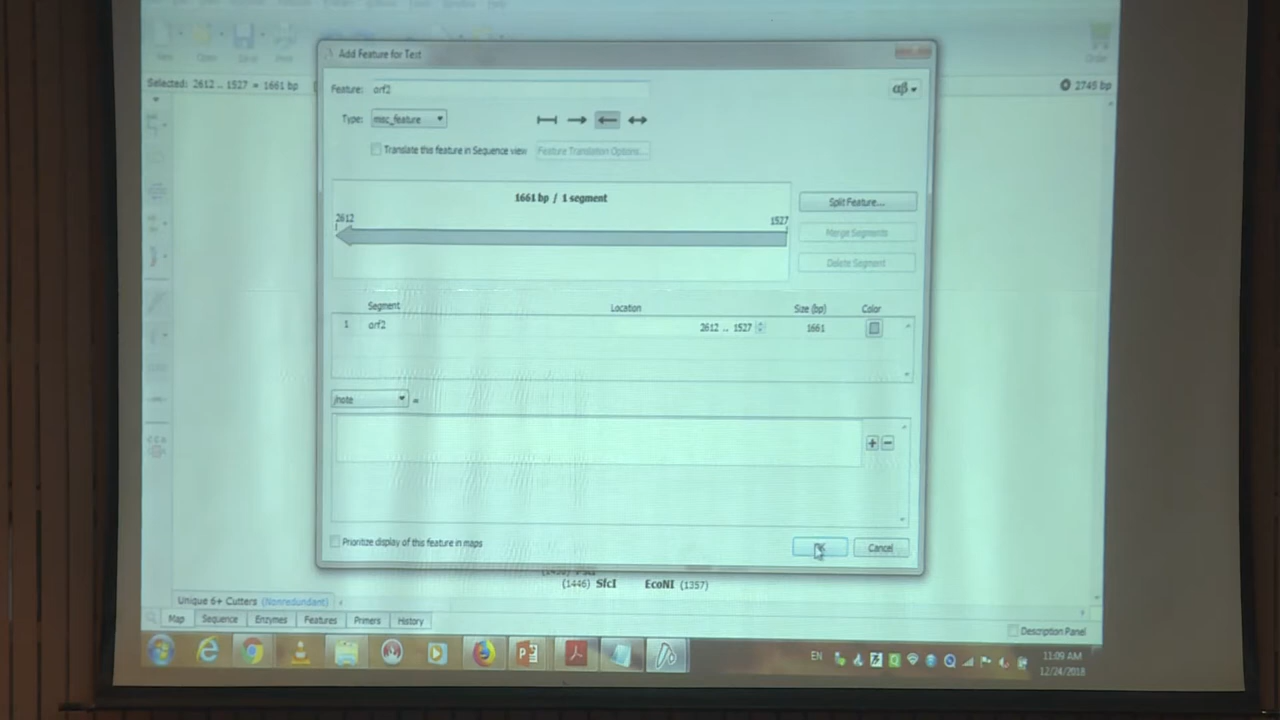 Add Feature for Test
Selected: 2612 .. 1527 = 1661 bp
2745 bp
Feature: orf2
αβ
Type: misc_feature
Translate this feature in Sequence view
Feature Translation Options...
1661 bp / 1 segment
2612
1527
Split Feature...
Merge Segments
Delete Segment
Segment Location Size (bp) Color
1 orf2 2612 .. 1527 1661
/note =
Prioritize display of this feature in maps
Cancel
(1446) SfcI EcoNI (1357)
Unique 6+ Cutters (Nonredundant)
Map Sequence Enzymes Features Primers History
Description Panel
EN
11:09 AM
12/24/2018